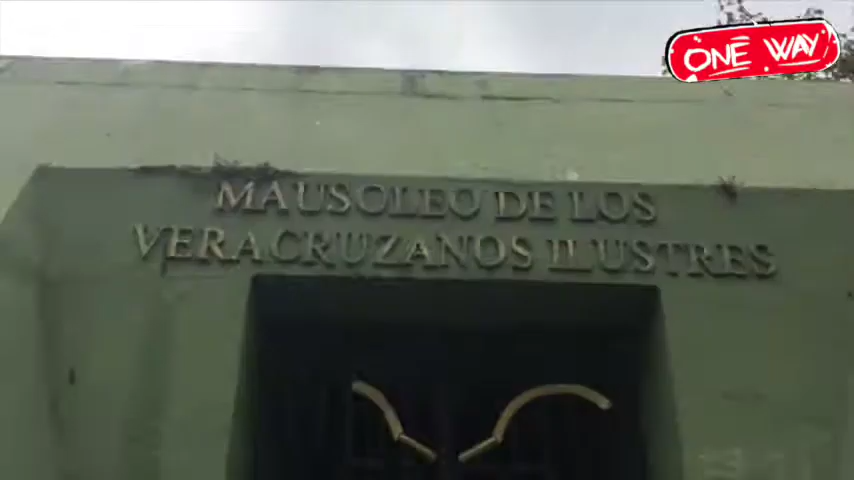 ONE WAY
MAUSOLEO DE LOS
VERACRUZANOS ILUSTRES